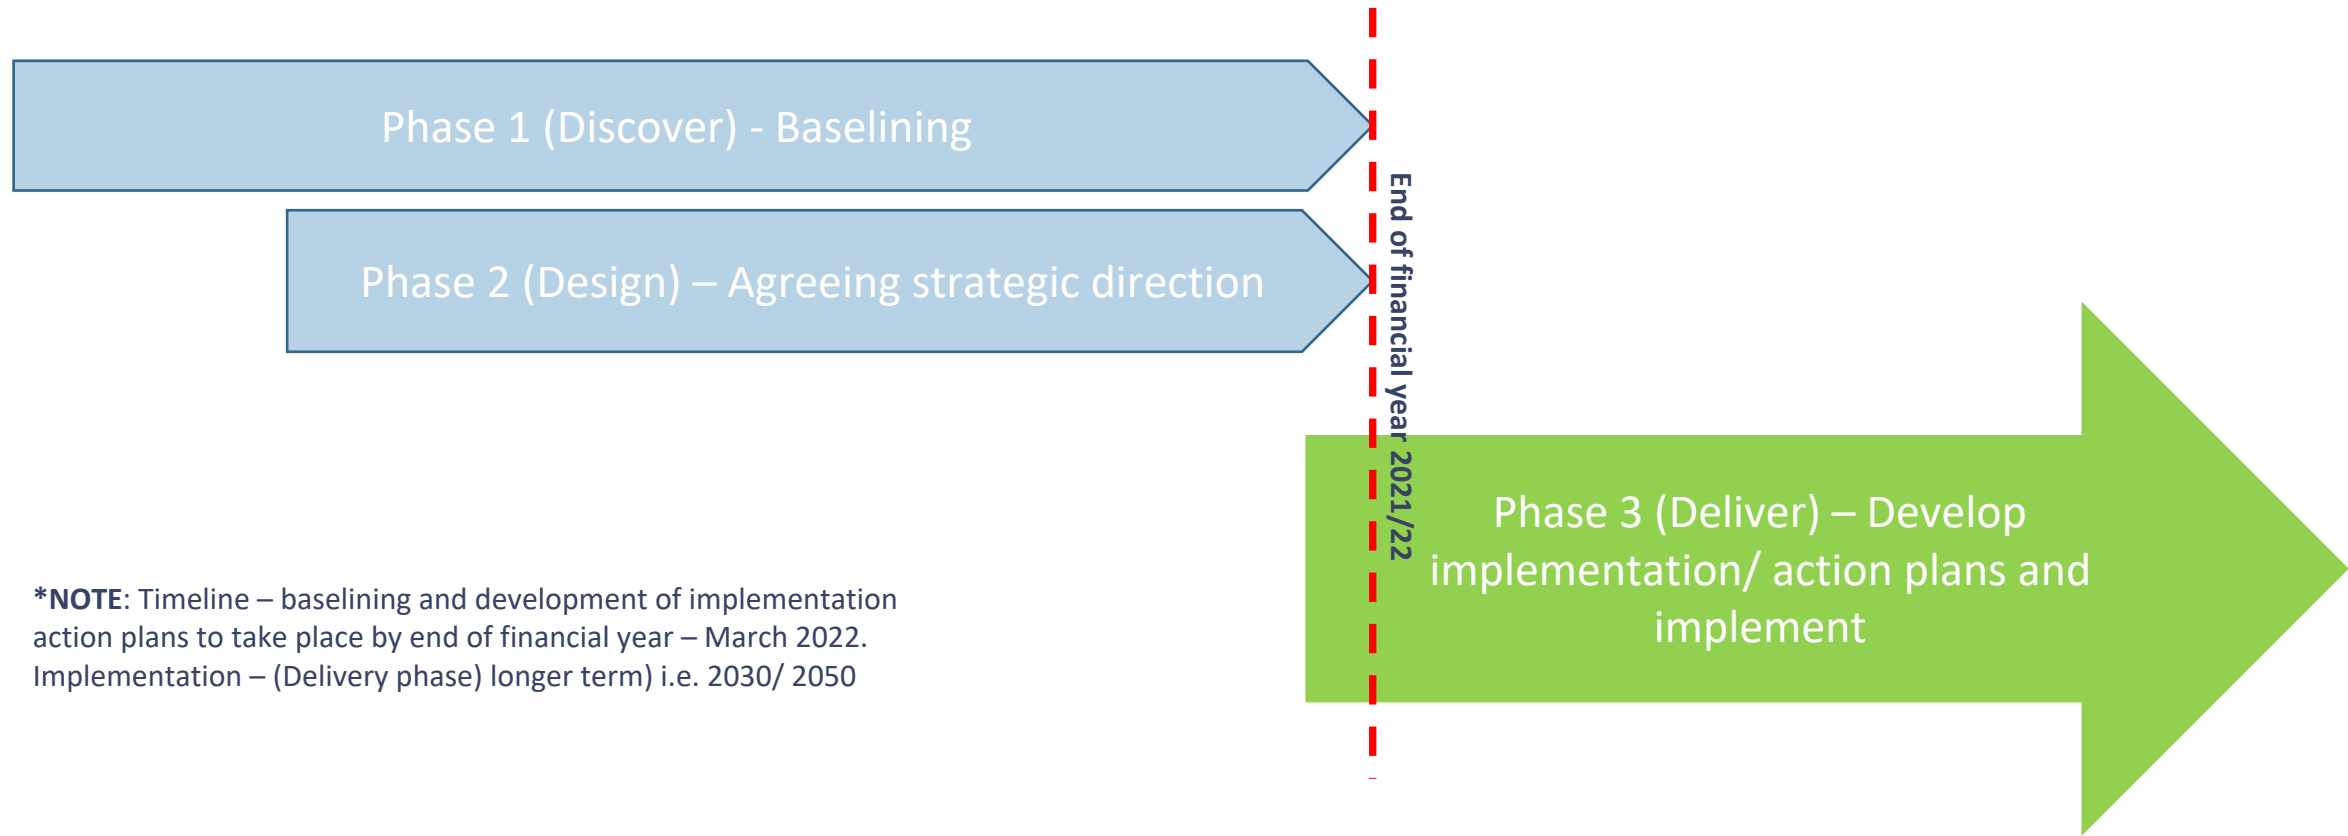 Phase 1 (Discover) - Baselining
Phase 2 (Design) – Agreeing strategic direction
End of financial year 2021/22
Phase 3 (Deliver) – Develop
implementation/ action plans and
implement
*NOTE: Timeline – baselining and development of implementation
action plans to take place by end of financial year – March 2022.
Implementation – (Delivery phase) longer term) i.e. 2030/ 2050